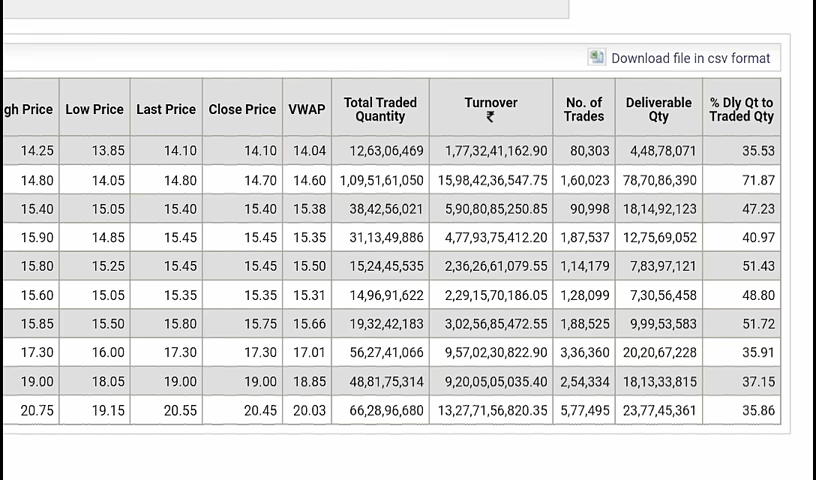 Download file in csv format
gh Price Low Price Last Price Close Price VWAP Total Traded Quantity Turnover ₹ No. of Trades Deliverable Qty % Dly Qt to Traded Qty
14.25 13.85 14.10 14.10 14.04 12,63,06,469 1,77,32,41,162.90 80,303 4,48,78,071 35.53
14.80 14.05 14.80 14.70 14.60 1,09,51,61,050 15,98,42,36,547.75 1,60,023 78,70,86,390 71.87
15.40 15.05 15.40 15.40 15.38 38,42,56,021 5,90,80,85,250.85 90,998 18,14,92,123 47.23
15.90 14.85 15.45 15.45 15.35 31,13,49,886 4,77,93,75,412.20 1,87,537 12,75,69,052 40.97
15.80 15.25 15.45 15.45 15.50 15,24,45,535 2,36,26,61,079.55 1,14,179 7,83,97,121 51.43
15.60 15.05 15.35 15.35 15.31 14,96,91,622 2,29,15,70,186.05 1,28,099 7,30,56,458 48.80
15.85 15.50 15.80 15.75 15.66 19,32,42,183 3,02,56,85,472.55 1,88,525 9,99,53,583 51.72
17.30 16.00 17.30 17.30 17.01 56,27,41,066 9,57,02,30,822.90 3,36,360 20,20,67,228 35.91
19.00 18.05 19.00 19.00 18.85 48,81,75,314 9,20,05,05,035.40 2,54,334 18,13,33,815 37.15
20.75 19.15 20.55 20.45 20.03 66,28,96,680 13,27,71,56,820.35 5,77,495 23,77,45,361 35.86